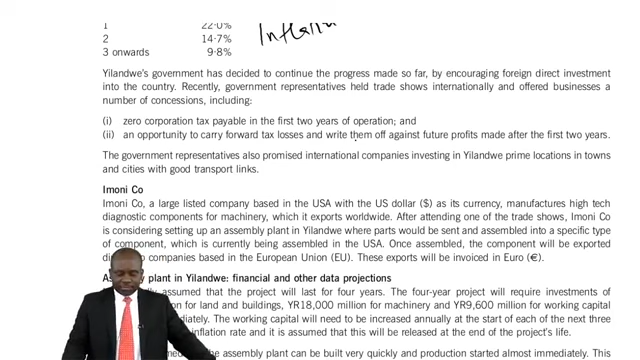 1 22·0%
2 14·7%
3 onwards 9·8%
Yilandwe's government has decided to continue the progress made so far, by encouraging foreign direct investment
into the country. Recently, government representatives held trade shows internationally and offered businesses a
number of concessions, including:
(i) zero corporation tax payable in the first two years of operation; and
(ii) an opportunity to carry forward tax losses and write them off against future profits made after the first two years.
The government representatives also promised international companies investing in Yilandwe prime locations in towns
and cities with good transport links.
Imoni Co
Imoni Co, a large listed company based in the USA with the US dollar ($) as its currency, manufactures high tech
diagnostic components for machinery, which it exports worldwide. After attending one of the trade shows, Imoni Co
is considering setting up an assembly plant in Yilandwe where parts would be sent and assembled into a specific type
of component, which is currently being assembled in the USA. Once assembled, the component will be exported
companies based in the European Union (EU). These exports will be invoiced in Euro (€).
plant in Yilandwe: financial and other data projections
assumed that the project will last for four years. The four-year project will require investments of
for land and buildings, YR18,000 million for machinery and YR9,600 million for working capital
The working capital will need to be increased annually at the start of each of the next three
inflation rate and it is assumed that this will be released at the end of the project's life.
the assembly plant can be built very quickly and production started almost immediately. This